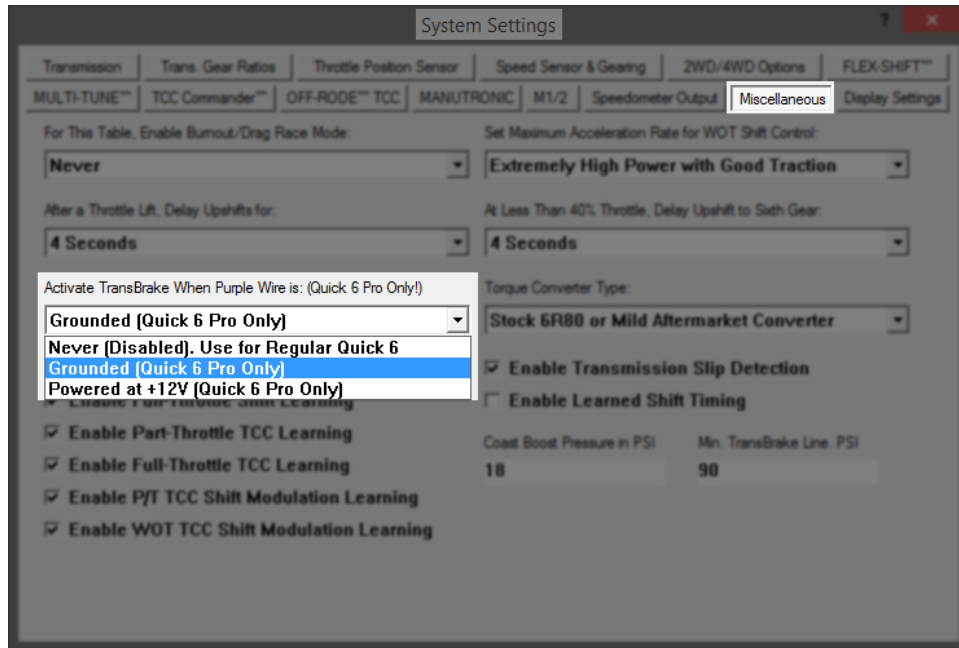 System Settings
?
Transmission Trans. Gear Ratios Throttle Position Sensor Speed Sensor & Gearing 2WD/4WD Options FLEX-SHIFT™
MULTI-TUNE™ TCC Commander™ OFF-RODE™ TCC MANUTRONIC M1/2 Speedometer Output Miscellaneous Display Settings
For This Table, Enable Burnout/Drag Race Mode:
Never
Set Maximum Acceleration Rate for WOT Shift Control:
Extremely High Power with Good Traction
After a Throttle Lift, Delay Upshifts for:
4 Seconds
At Less Than 40% Throttle, Delay Upshift to Sixth Gear:
4 Seconds
Activate TransBrake When Purple Wire is: (Quick 6 Pro Only!)
Grounded (Quick 6 Pro Only)
Never (Disabled). Use for Regular Quick 6
Grounded (Quick 6 Pro Only)
Powered at +12V (Quick 6 Pro Only)
Torque Converter Type:
Stock 6R80 or Mild Aftermarket Converter
Enable Full-Throttle Shift Learning
Enable Part-Throttle TCC Learning
Enable Full-Throttle TCC Learning
Enable P/T TCC Shift Modulation Learning
Enable WOT TCC Shift Modulation Learning
Enable Transmission Slip Detection
Enable Learned Shift Timing
Coast Boost Pressure in PSI
18
Min. TransBrake Line. PSI
90